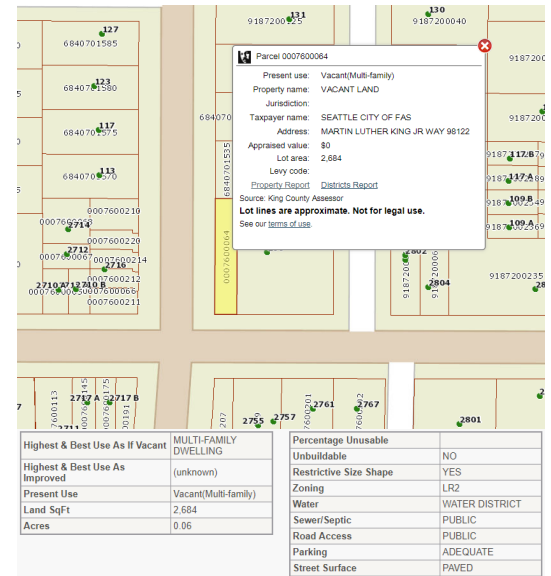 127
6840701585
131
9187200125
130
9187200040
123
6840701580
117
6840701575
113
6840701570
6840701535
Parcel 0007600064
Present use: Vacant(Multi-family)
Property name: VACANT LAND
Jurisdiction:
Taxpayer name: SEATTLE CITY OF FAS
Address: MARTIN LUTHER KING JR WAY 98122
Appraised value: $0
Lot area: 2,684
Levy code:
Property Report Districts Report
Source: King County Assessor
Lot lines are approximate. Not for legal use.
See our terms of use.
117 B
117 A
109 B
109 A
0007600210
2714
0007600220
2712
0007600214
2716
0007600212
2710 B
0007600211
0007600064
2802
2804
9187200235
2717 A
2717 B
2755
2757
2761
2767
2801
Highest & Best Use As If Vacant MULTI-FAMILY DWELLING
Highest & Best Use As Improved (unknown)
Present Use Vacant(Multi-family)
Land SqFt 2,684
Acres 0.06
Percentage Unusable
Unbuildable NO
Restrictive Size Shape YES
Zoning LR2
Water WATER DISTRICT
Sewer/Septic PUBLIC
Road Access PUBLIC
Parking ADEQUATE
Street Surface PAVED